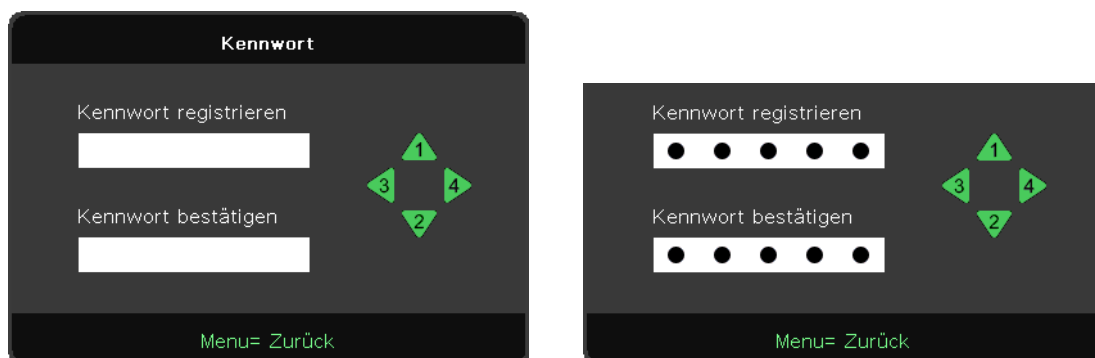 Kennwort
Kennwort registrieren
1
3
4
Kennwort bestätigen
2
Menu= Zurück
Kennwort registrieren
1
3
4
Kennwort bestätigen
2
Menu= Zurück